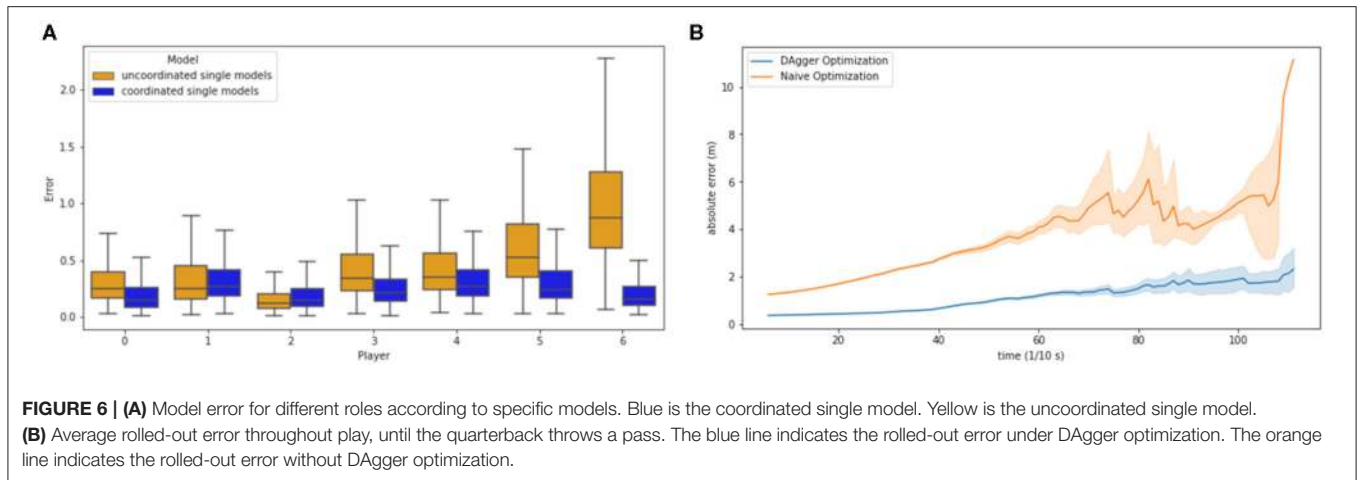 A
Model
uncoordinated single models
coordinated single models
2.0
1.5
1.0
0.5
0.0
Error
0 1 2 3 4 5 6
Player
B
DAgger Optimization
Naive Optimization
10
8
6
4
2
0
absolute error (m)
20 40 60 80 100
time (1/10 s)
FIGURE 6 | (A) Model error for different roles according to specific models. Blue is the coordinated single model. Yellow is the uncoordinated single model.
(B) Average rolled-out error throughout play, until the quarterback throws a pass. The blue line indicates the rolled-out error under DAgger optimization. The orange
line indicates the rolled-out error without DAgger optimization.